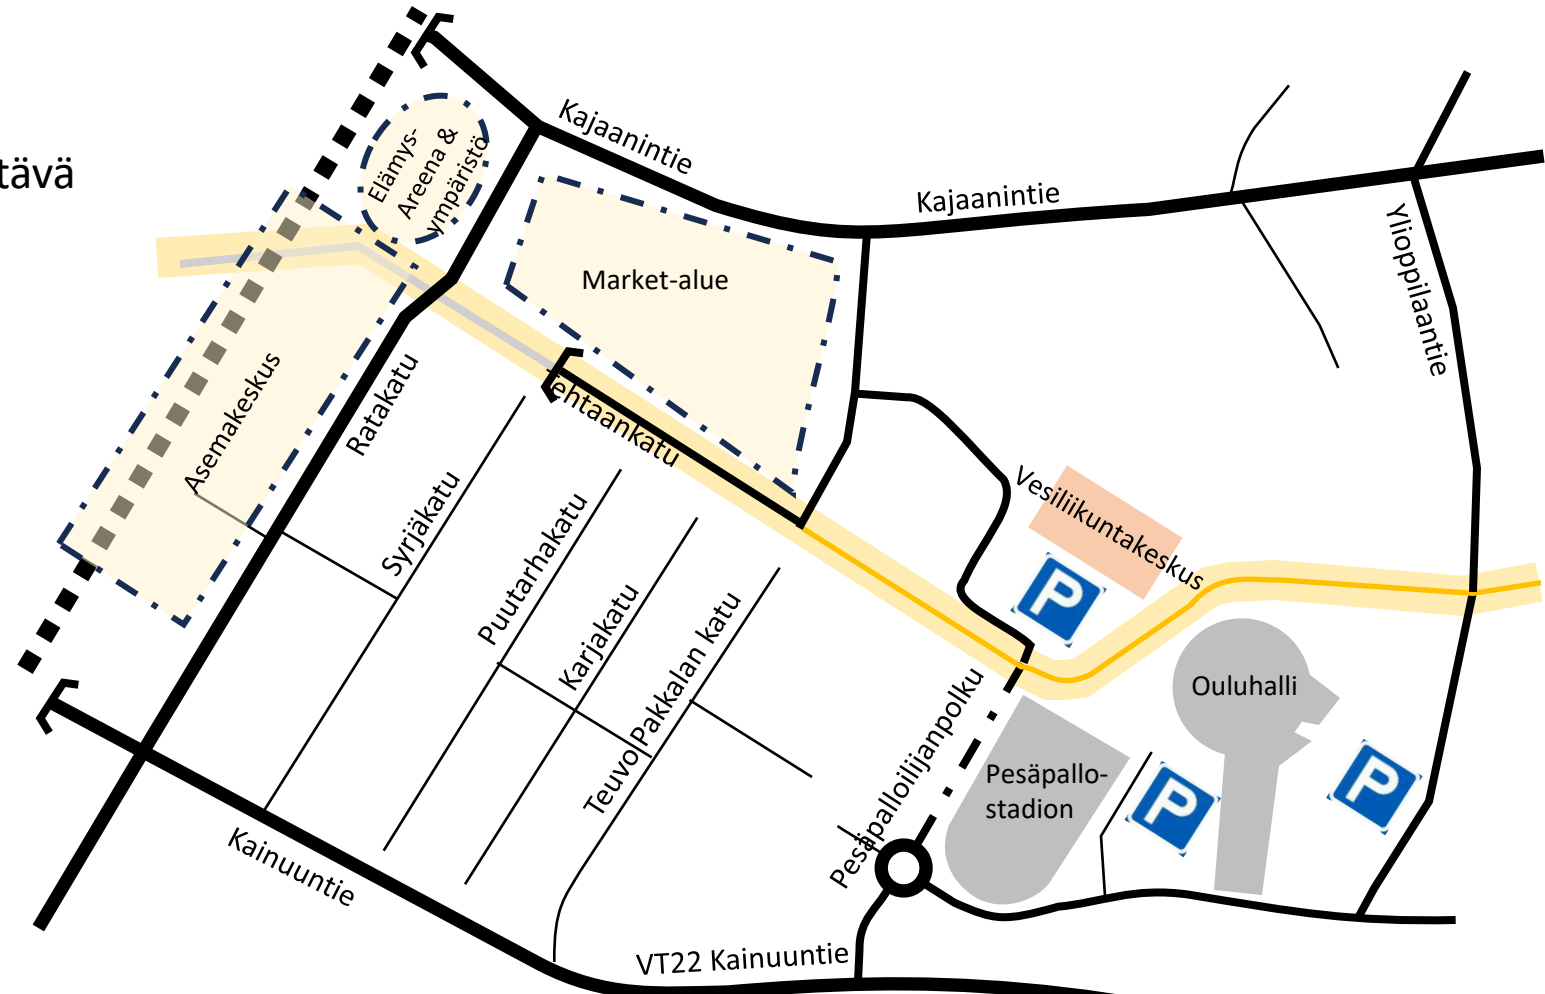 tävä
Elämys-
Areena &
ympäristö
Kajaanintie
Kajaanintie
Ylioppilaantie
Market-alue
Asemakeskus
Ratakatu
Tehtaankatu
Syrjäkatu
Puutarhakatu
Karjakatu
Teuvo Pakkalan katu
Vesiliikuntakeskus
P
Pesäpalloilijanpolku
Ouluhalli
Pesäpallo-
stadion
P
P
Kainuuntie
VT22 Kainuuntie